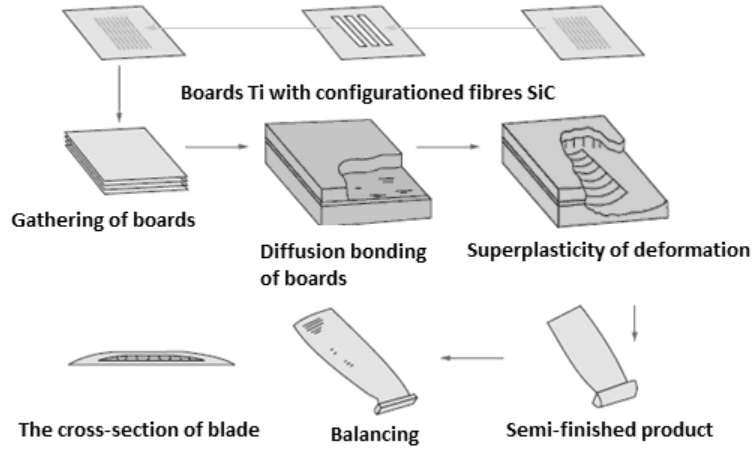 Boards Ti with configurationed fibres SiC
Gathering of boards
Diffusion bonding
of boards
Superplasticity of deformation
The cross-section of blade
Balancing
Semi-finished product